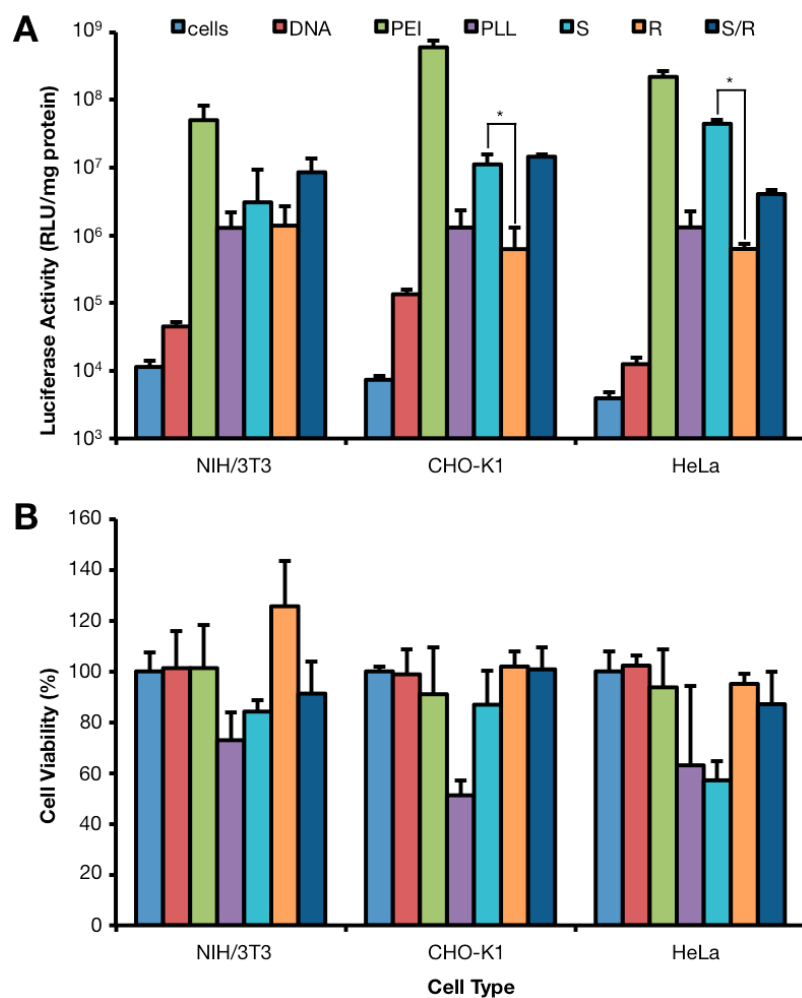 A
cells DNA PEI PLL S R S/R
Luciferase Activity (RLU/mg protein)
10⁹
10⁸
10⁷
10⁶
10⁵
10⁴
10³
*
*
NIH/3T3 CHO-K1 HeLa
B
Cell Viability (%)
160
140
120
100
80
60
40
20
0
NIH/3T3 CHO-K1 HeLa
Cell Type